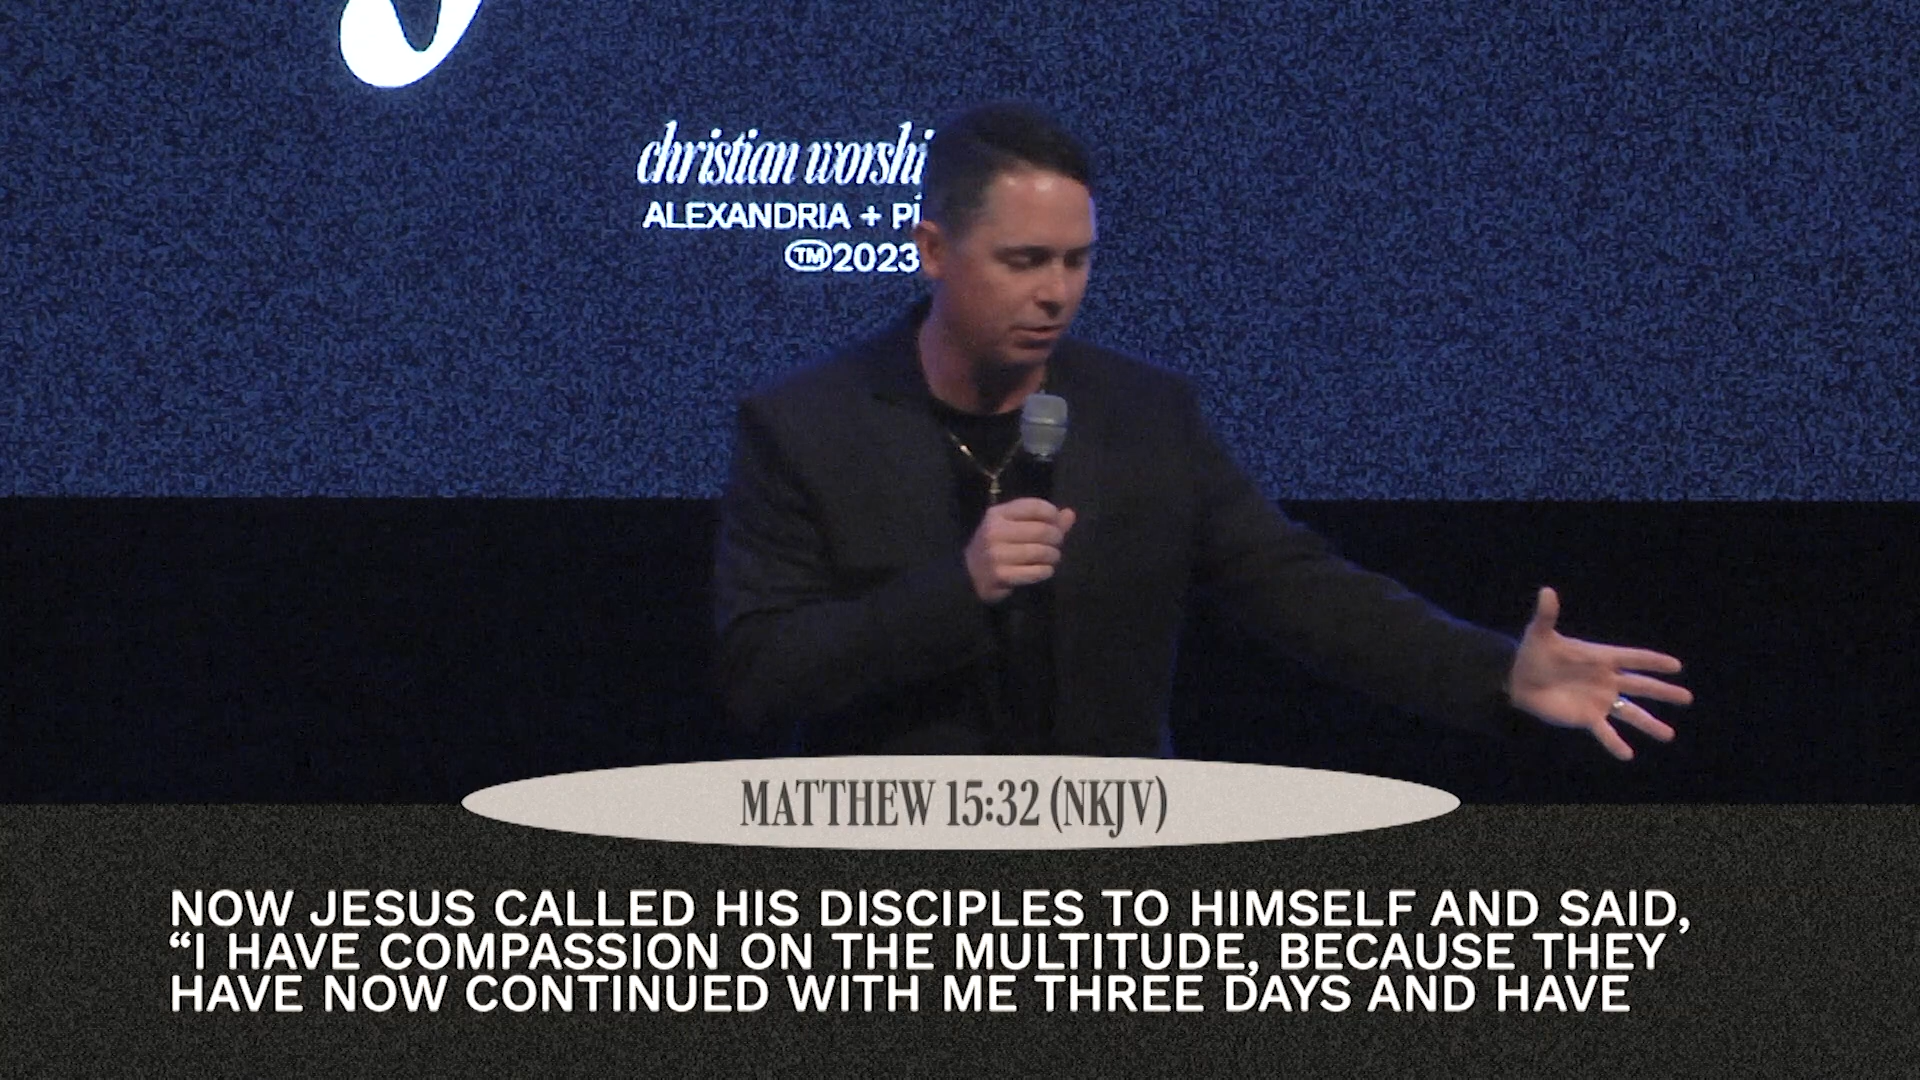 christian worshi
ALEXANDRIA + PI
TM2023
MATTHEW 15:32 (NKJV)
NOW JESUS CALLED HIS DISCIPLES TO HIMSELF AND SAID,
“I HAVE COMPASSION ON THE MULTITUDE, BECAUSE THEY
HAVE NOW CONTINUED WITH ME THREE DAYS AND HAVE